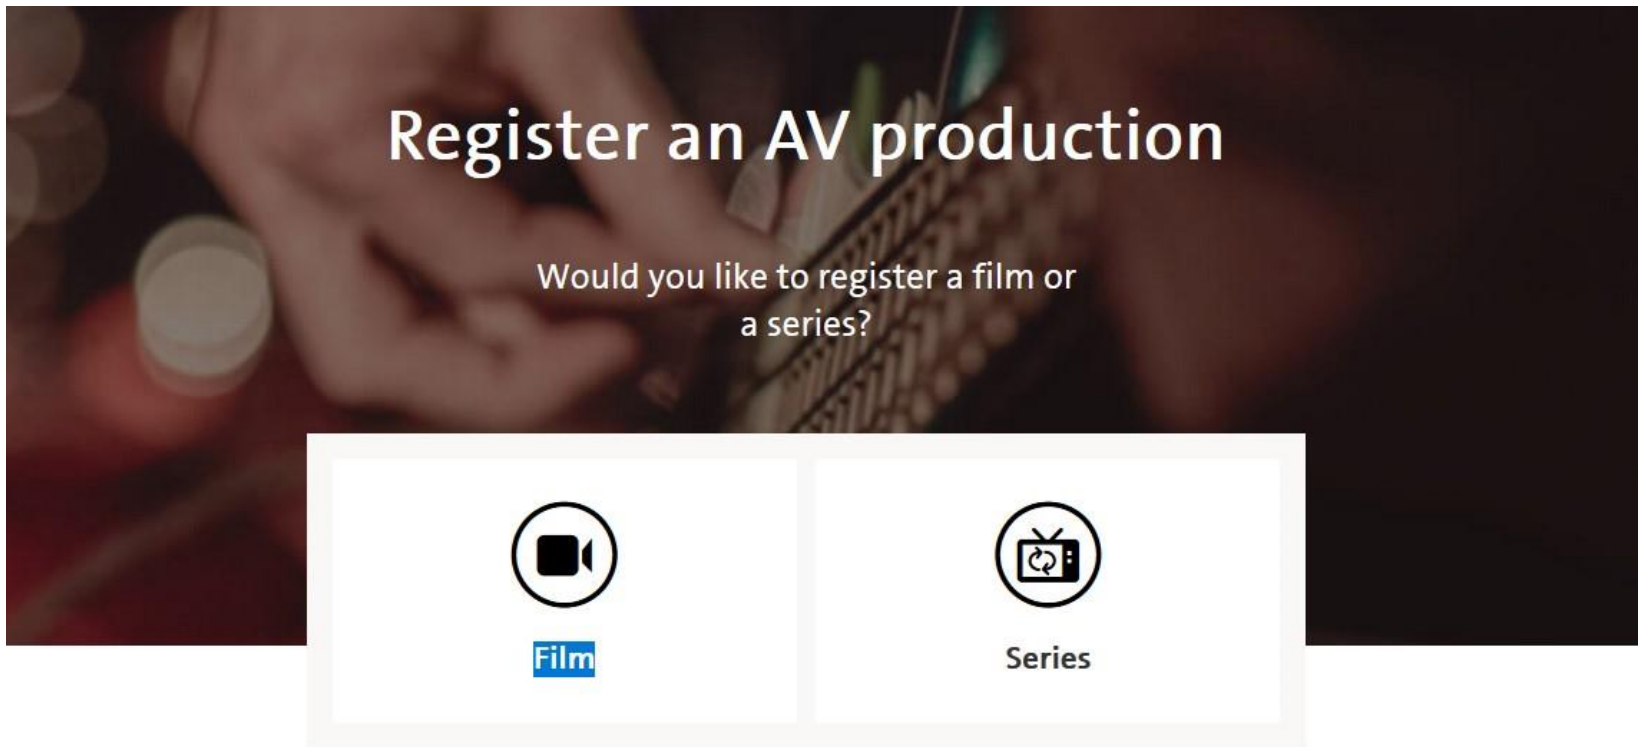 Register an AV production
Would you like to register a film or
a series?
Film
Series